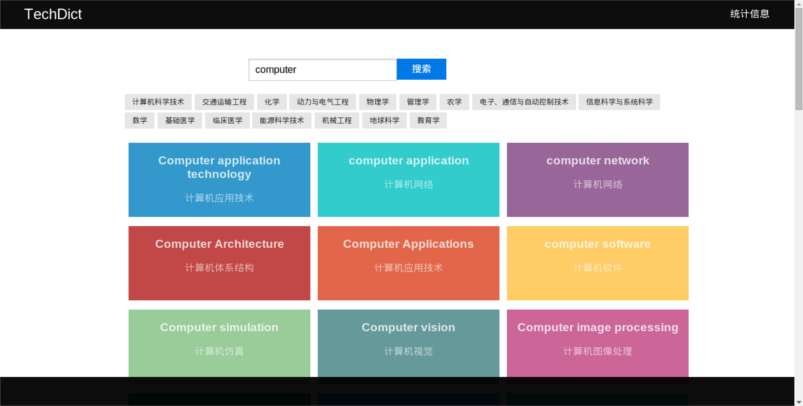 TechDict 统计信息
computer 搜索
计算机科学技术 交通运输工程 化学 动力与电气工程 物理学 管理学 农学 电子、通信与自动控制技术 信息科学与系统科学
数学 基础医学 临床医学 能源科学技术 机械工程 地球科学 教育学
Computer application technology
计算机应用技术
computer application
计算机网络
computer network
计算机网络
Computer Architecture
计算机体系结构
Computer Applications
计算机应用技术
computer software
计算机软件
Computer simulation
计算机仿真
Computer vision
计算机视觉
Computer image processing
计算机图像处理